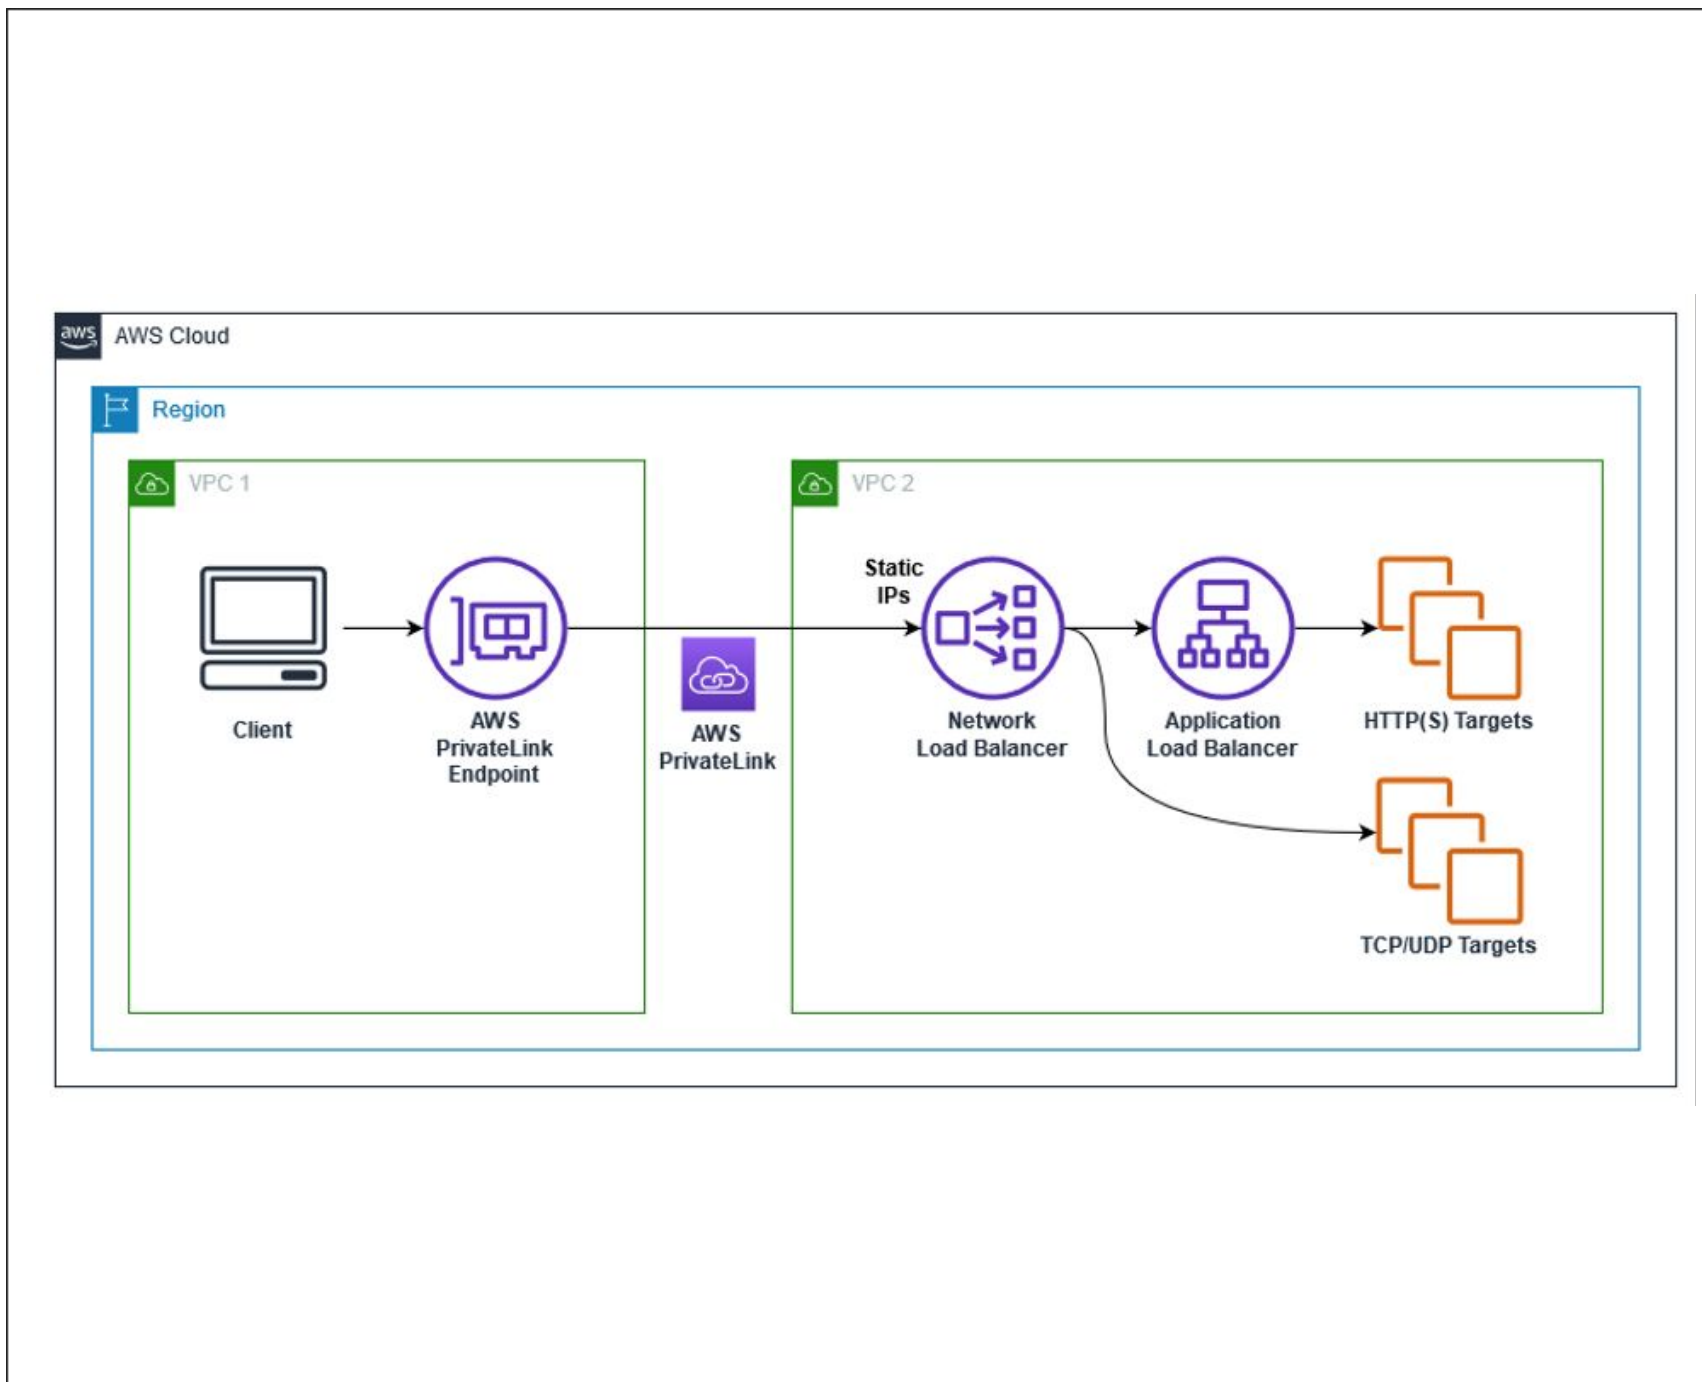 aws
AWS Cloud
Region
VPC 1
VPC 2
Static
IPs
Client
AWS
PrivateLink
Endpoint
AWS
PrivateLink
Network
Load Balancer
Application
Load Balancer
HTTP(S) Targets
TCP/UDP Targets